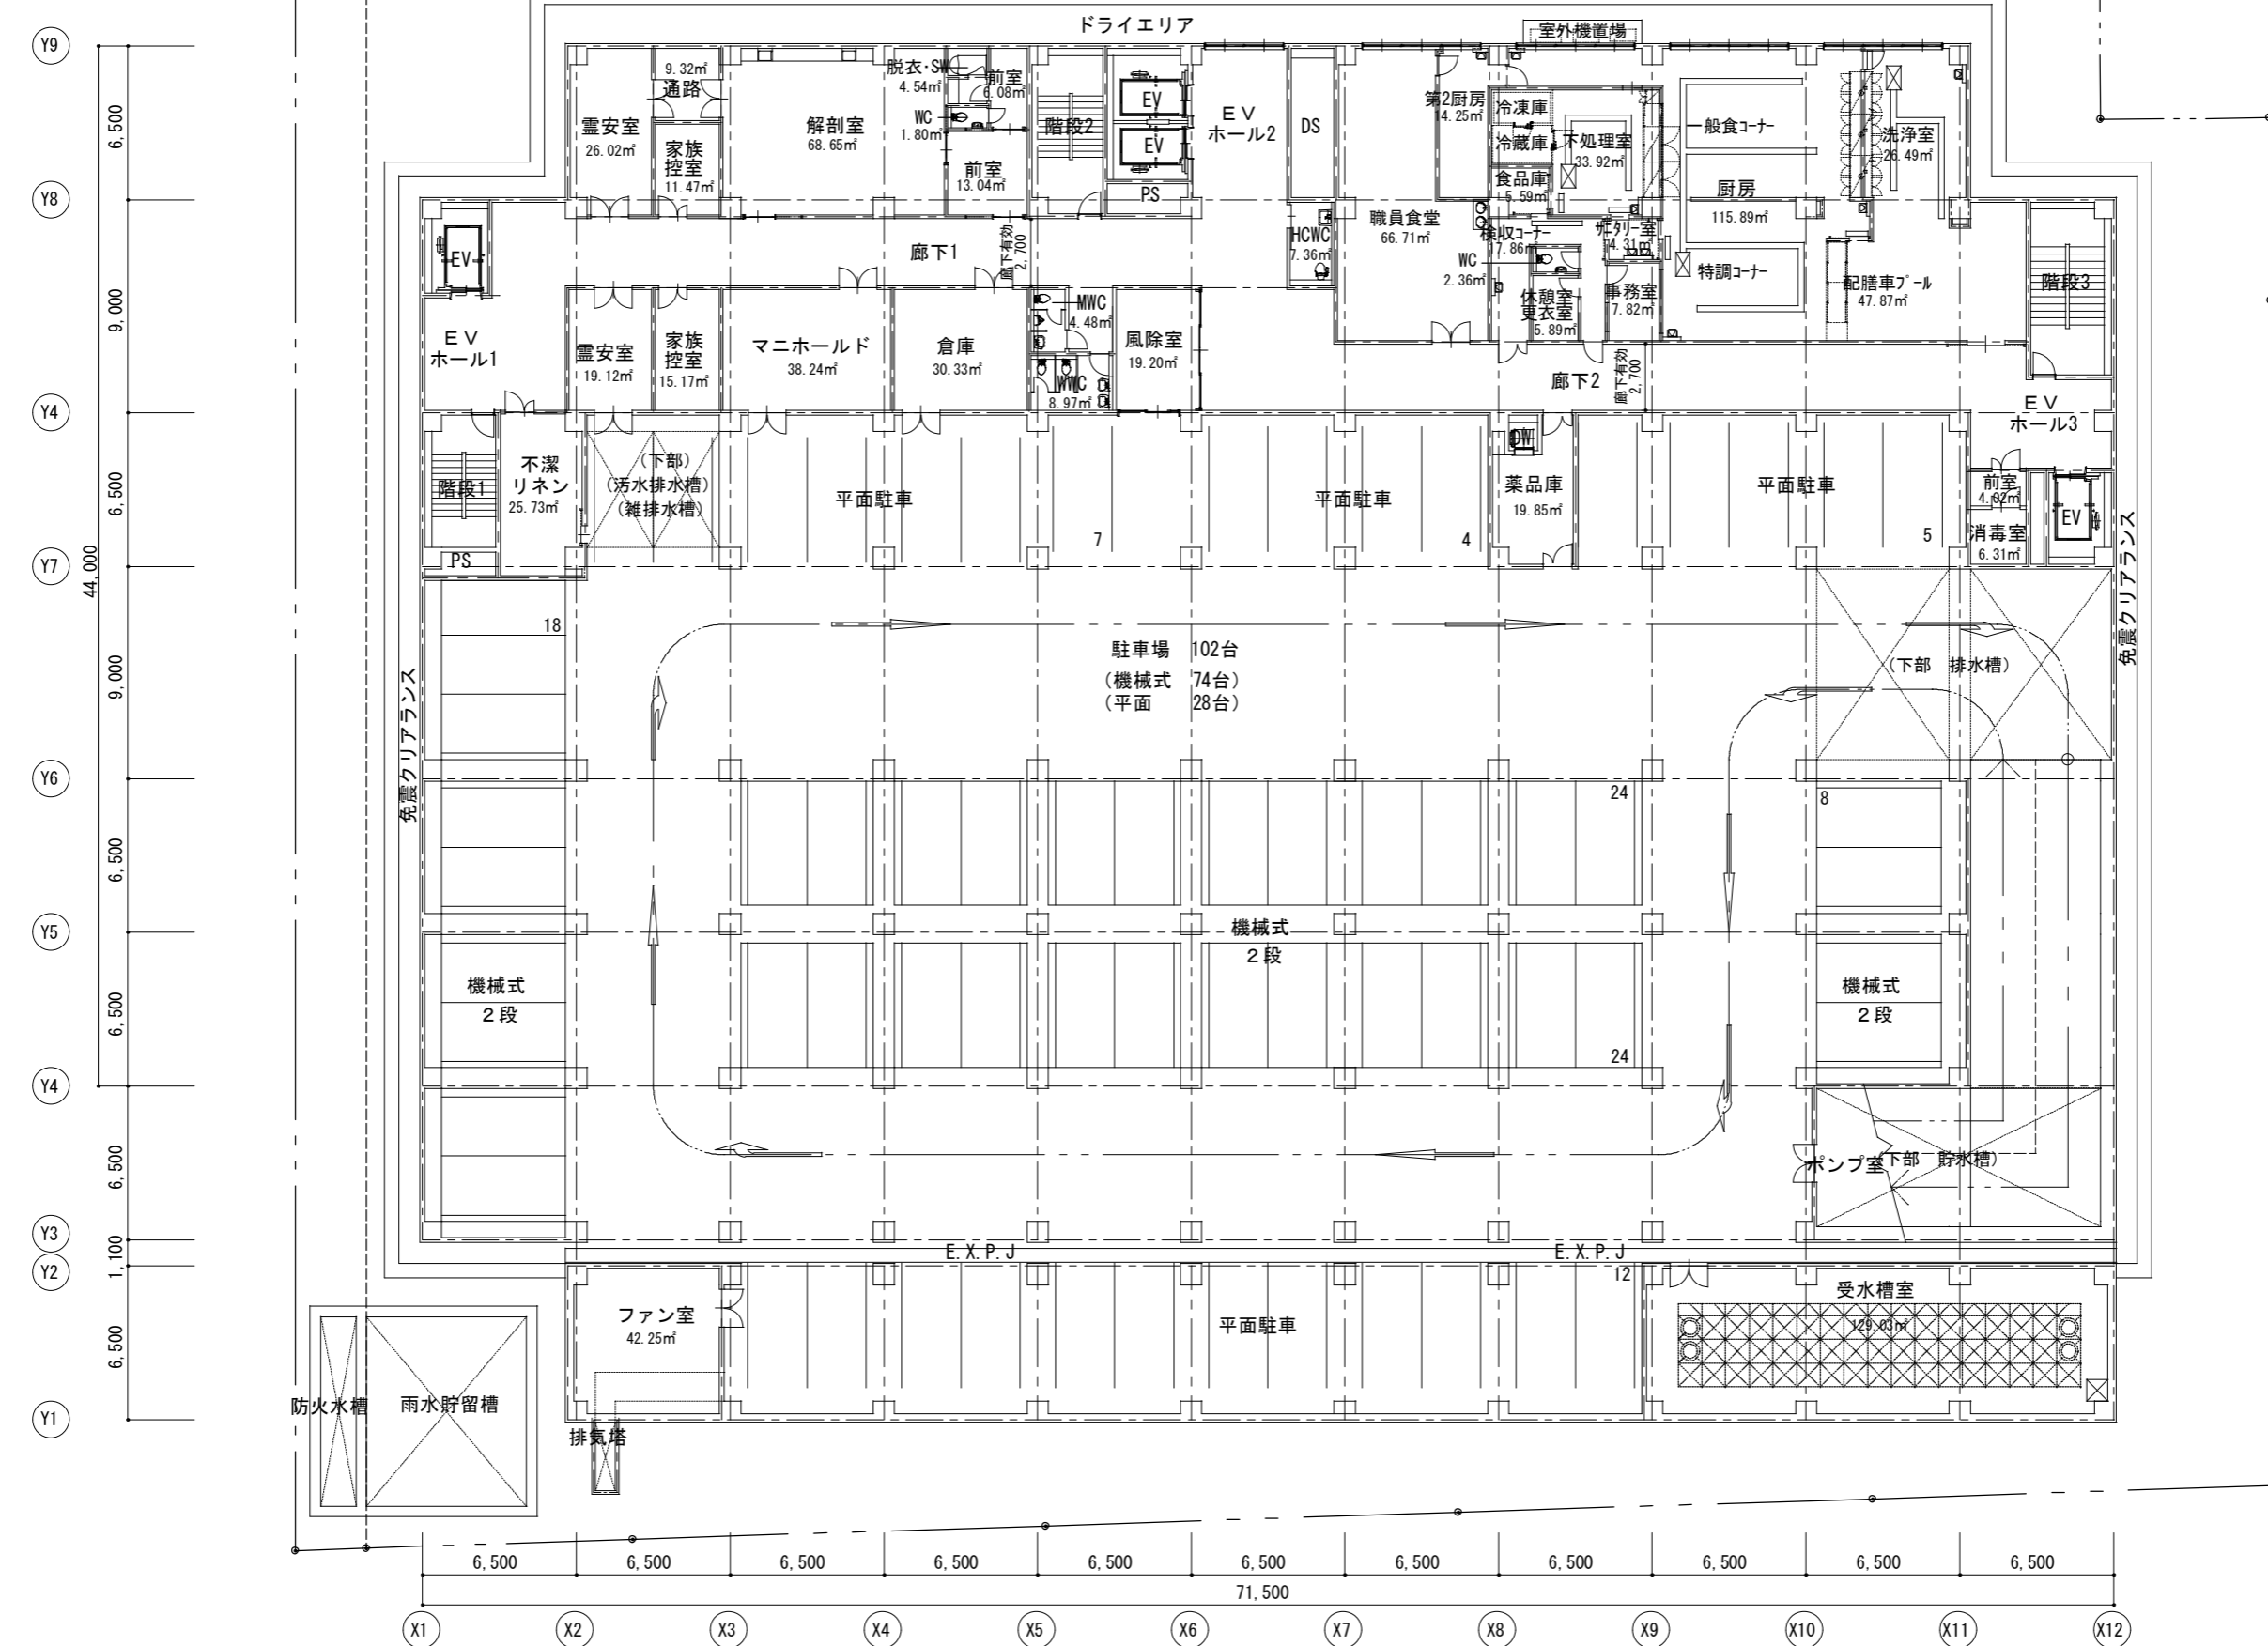 ドライエリア
室外機置場
Y9
Y8
Y4
Y7
Y6
Y5
Y4
Y3
Y2
Y1
6,500
9,000
6,500
9,000
6,500
6,500
6,500
1,100
6,500
44,000
霊安室
26.02㎡
9.32㎡
通路
家族
控室
11.47㎡
解剖室
68.65㎡
脱衣・SW
4.54㎡
WC
1.80㎡
前室
6.08㎡
前室
13.04㎡
階段2
EV
EV
PS
EV
ホール2
DS
HCWC
7.36㎡
職員食堂
66.71㎡
第2厨房
14.25㎡
冷凍庫
冷蔵庫
食品庫
5.59㎡
下処理室
33.92㎡
検収コーナー
17.86㎡
サニタリー室
4.31㎡
WC
2.36㎡
休憩室
更衣室
5.89㎡
事務室
7.82㎡
一般食コーナー
厨房
115.89㎡
特調コーナー
洗浄室
26.49㎡
配膳車プール
47.87㎡
階段3
EV
EV
ホール1
廊下1
廊下有効
2,700
霊安室
19.12㎡
家族
控室
15.17㎡
マニホールド
38.24㎡
倉庫
30.33㎡
MWC
4.48㎡
WWC
8.97㎡
風除室
19.20㎡
廊下2
廊下有効
2,700
EV
ホール3
階段1
PS
不潔
リネン
25.73㎡
(下部)
(汚水排水槽)
(雑排水槽)
平面駐車
7
平面駐車
4
DW
薬品庫
19.85㎡
平面駐車
5
前室
4.02㎡
消毒室
6.31㎡
EV
免震クリアランス
免震クリアランス
18
駐車場 102台
(機械式 74台)
(平面 28台)
(下部 排水槽)
24
8
機械式
2段
機械式
2段
機械式
2段
24
ポンプ室
(下部 貯水槽)
E.X.P.J
E.X.P.J
12
ファン室
42.25㎡
平面駐車
受水槽室
129.03㎡
防火水槽
雨水貯留槽
排気塔
6,500 6,500 6,500 6,500 6,500 6,500 6,500 6,500 6,500 6,500 6,500
71,500
X1 X2 X3 X4 X5 X6 X7 X8 X9 X10 X11 X12